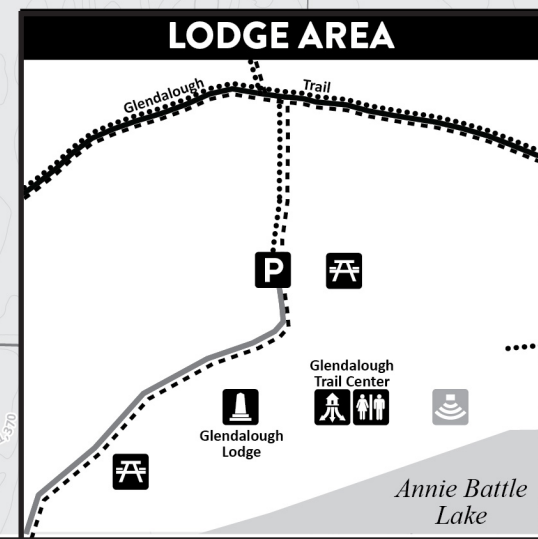 LODGE AREA
Glendalough Trail
P
Glendalough
Trail Center
Glendalough
Lodge
Annie Battle
Lake